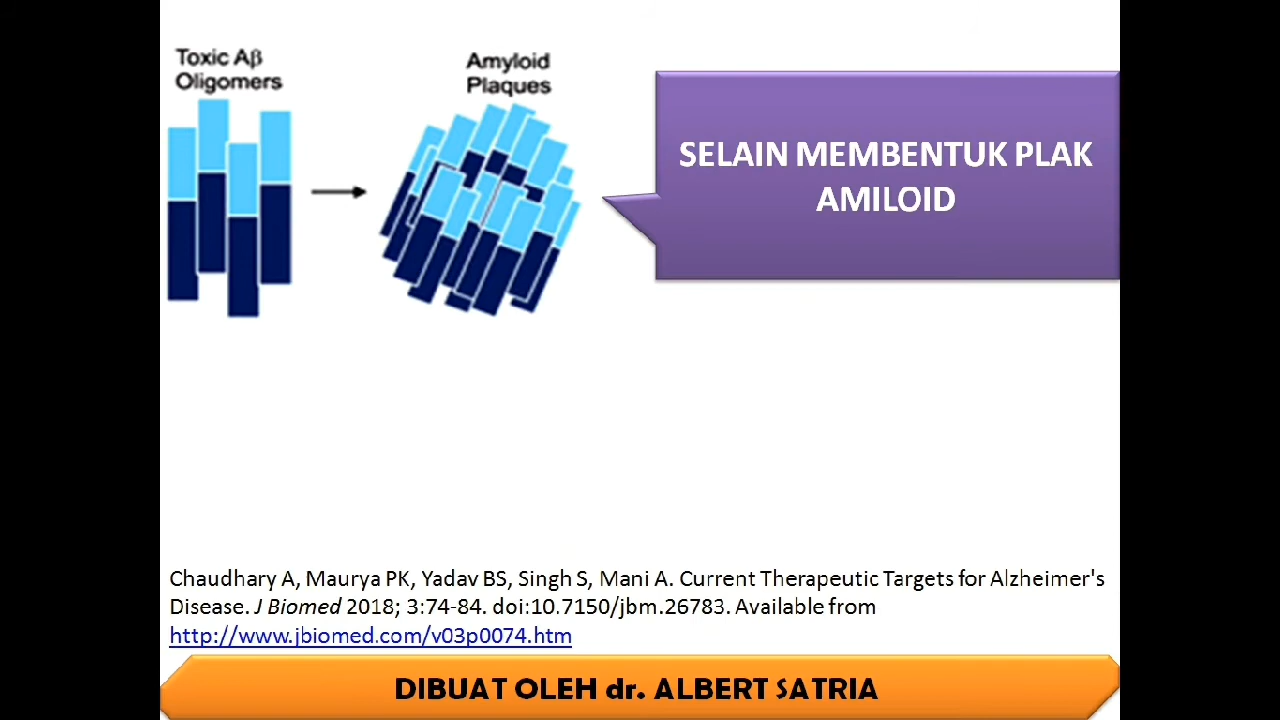 Toxic Aβ
Oligomers
Amyloid
Plaques
SELAIN MEMBENTUK PLAK
AMILOID
Chaudhary A, Maurya PK, Yadav BS, Singh S, Mani A. Current Therapeutic Targets for Alzheimer's
Disease. J Biomed 2018; 3:74-84. doi:10.7150/jbm.26783. Available from
http://www.jbiomed.com/v03p0074.htm
DIBUAT OLEH dr. ALBERT SATRIA